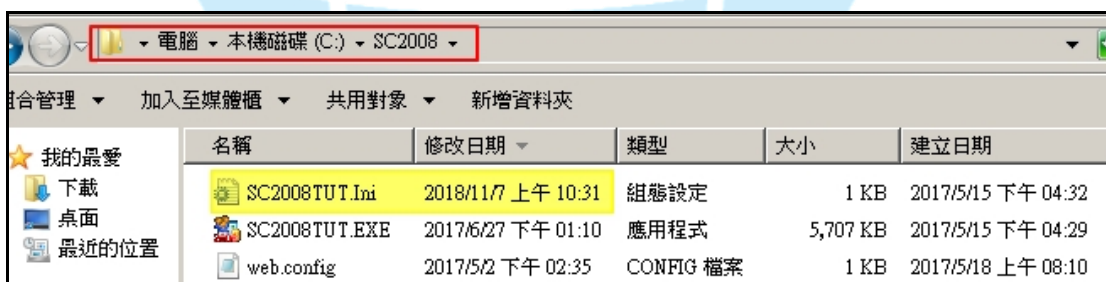 電腦 本機磁碟 (C:) SC2008
組合管理 加入至媒體櫃 共用對象 新增資料夾
我的最愛
下載
桌面
最近的位置
名稱 修改日期 類型 大小 建立日期
SC2008TUT.Ini 2018/11/7 上午 10:31 組態設定 1 KB 2017/5/15 下午 04:32
SC2008TUT.EXE 2017/6/27 下午 01:10 應用程式 5,707 KB 2017/5/15 下午 04:29
web.config 2017/5/2 下午 02:35 CONFIG 檔案 1 KB 2017/5/18 上午 08:10